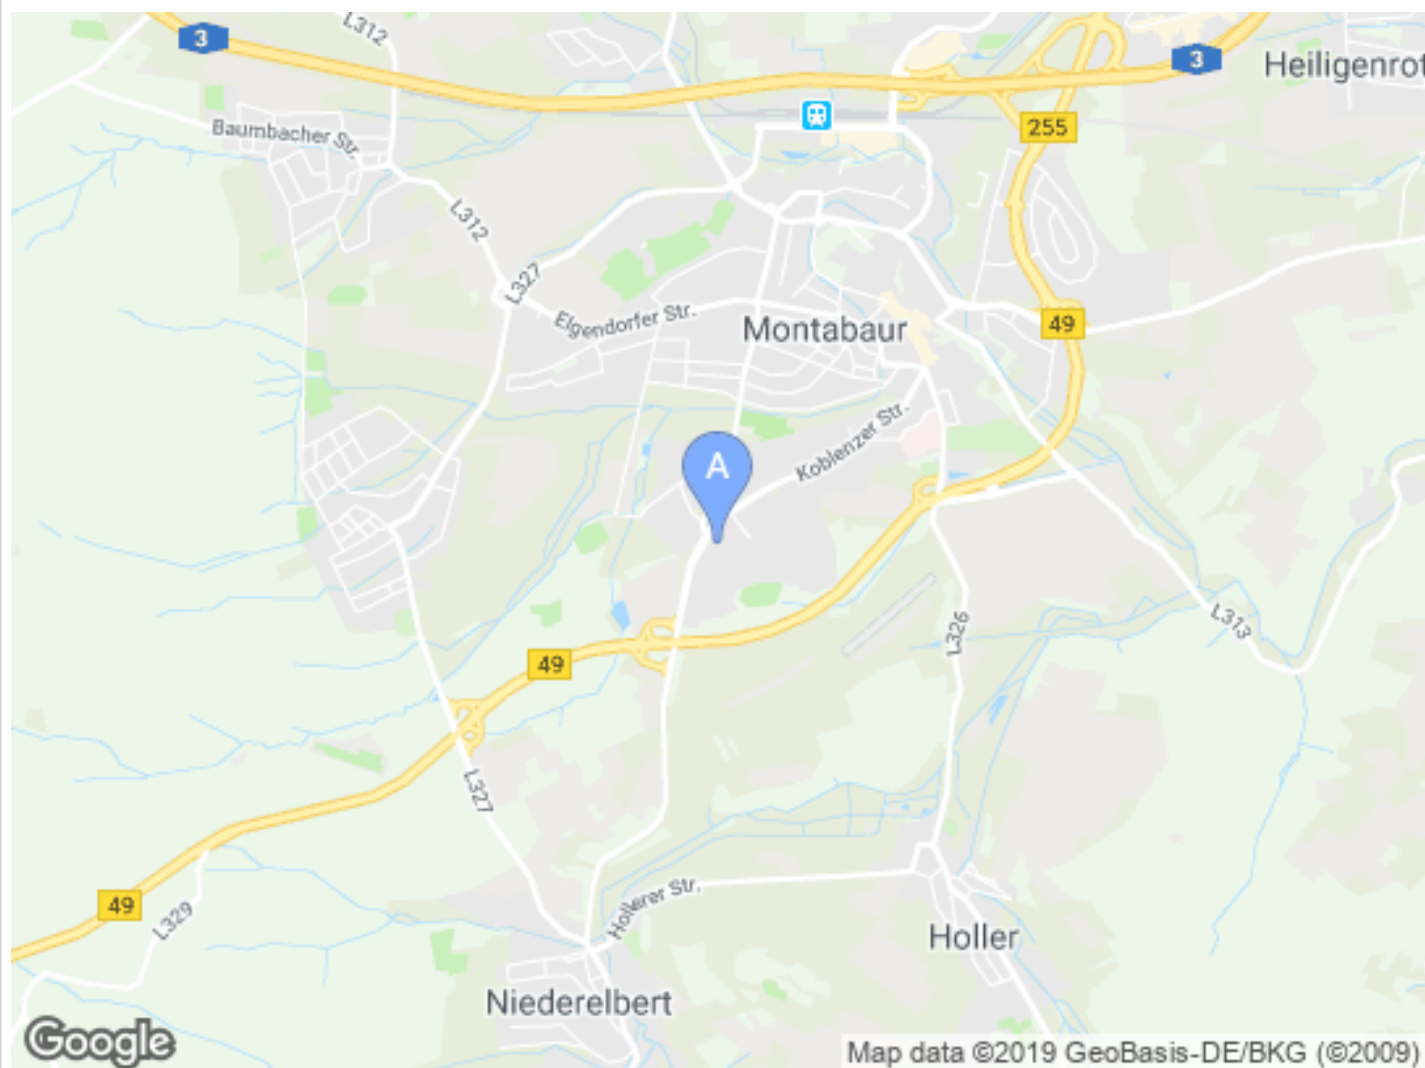 L312
3
3
Heiligenrot
Baumbacher Str.
255
L312
L327
Elgendorfer Str.
Montabaur
49
Koblenzer Str.
A
L326
L313
49
L327
49
L329
Hollerer Str.
Holler
Niederelbert
Google
Map data ©2019 GeoBasis-DE/BKG (©2009)